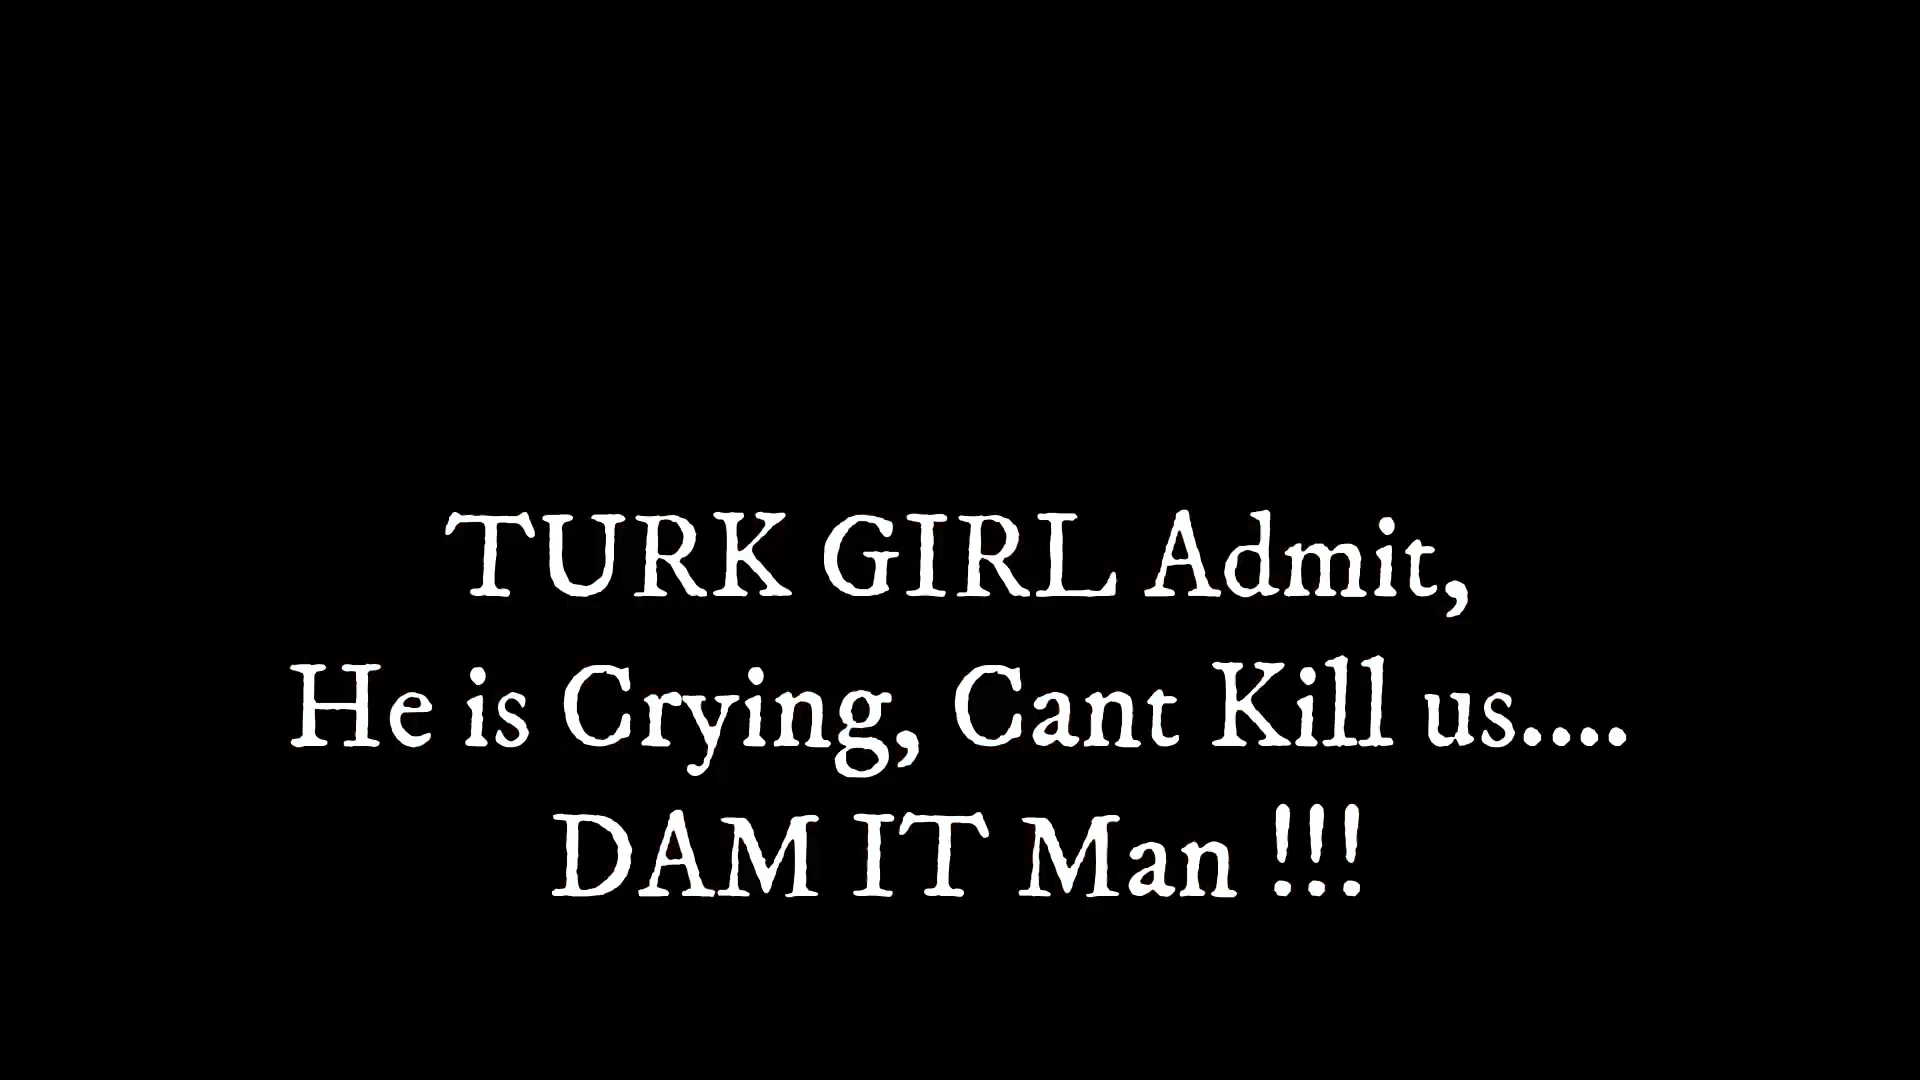 TURK GIRL Admit,
He is Crying, Cant Kill us....
DAM IT Man !!!